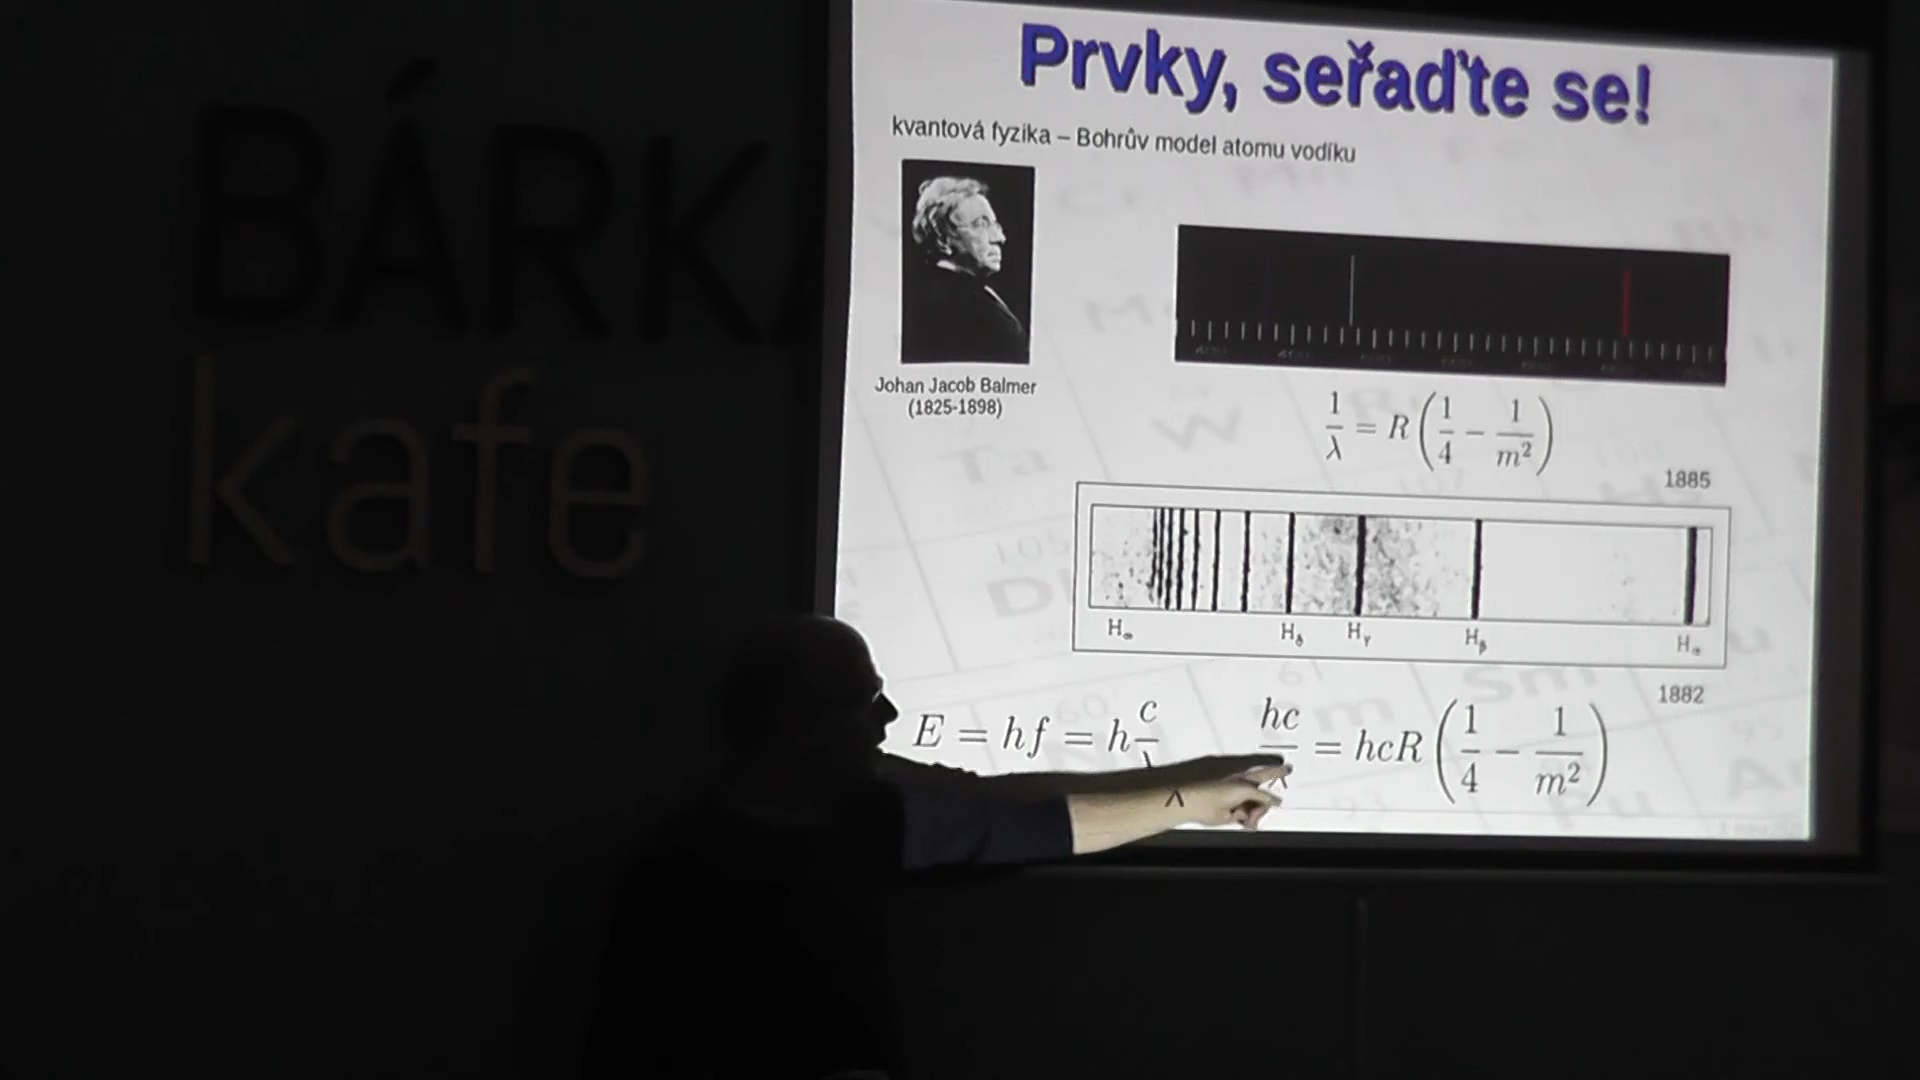 BÁRKA
kafe
Prvky, seřaďte se!
kvantová fyzika – Bohrův model atomu vodíku
Johan Jacob Balmer
(1825-1898)
1/λ = R(1/4 − 1/m²)
1885
H∞ Hδ Hγ Hβ Hα
1882
E = hf = h c/λ
hc/λ = hcR(1/4 − 1/m²)